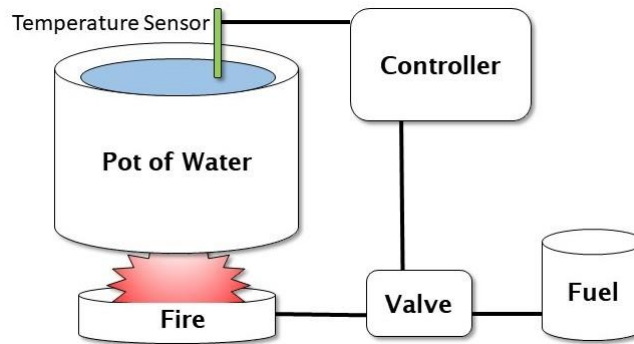 Temperature Sensor
Controller
Pot of Water
Fire
Valve
Fuel